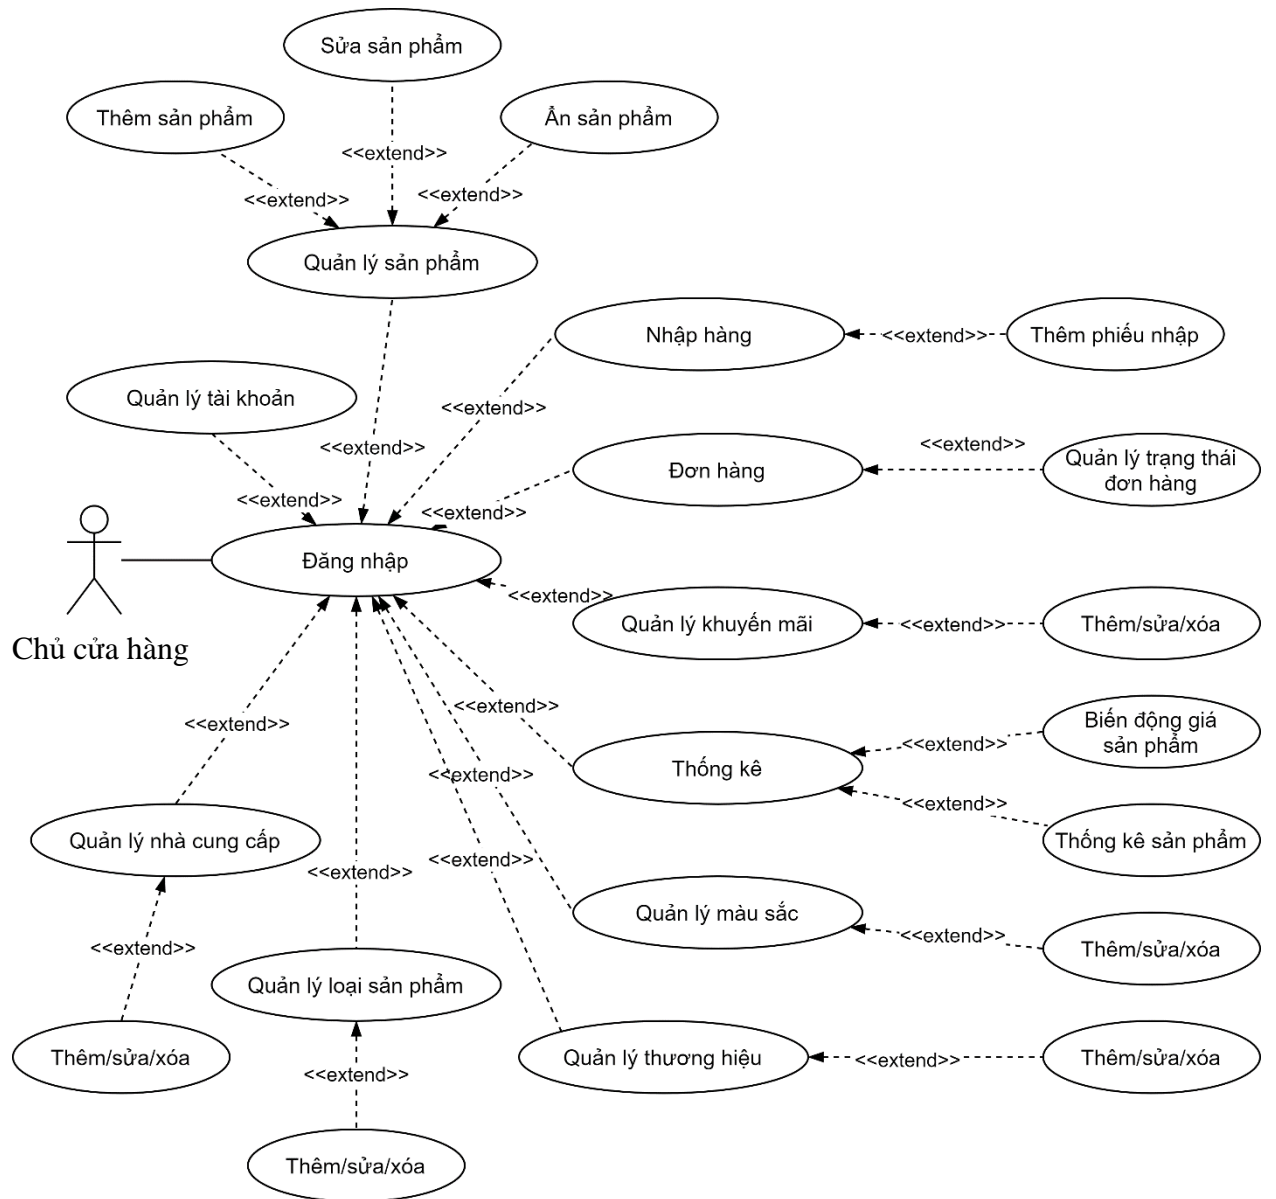 Sửa sản phẩm
Thêm sản phẩm
Ẩn sản phẩm
<<extend>>
<<extend>>
<<extend>>
Quản lý sản phẩm
Nhập hàng
<<extend>>
Thêm phiếu nhập
Quản lý tài khoản
<<extend>>
<<extend>>
<<extend>>
Đơn hàng
Quản lý trạng thái
đơn hàng
<<extend>>
<<extend>>
<<extend>>
Đăng nhập
<<extend>>
Quản lý khuyến mãi
<<extend>>
Thêm/sửa/xóa
Chủ cửa hàng
<<extend>>
<<extend>>
Biến động giá
sản phẩm
<<extend>>
Thống kê
<<extend>>
<<extend>>
Quản lý nhà cung cấp
Thống kê sản phẩm
<<extend>>
<<extend>>
Quản lý màu sắc
<<extend>>
Thêm/sửa/xóa
<<extend>>
Quản lý loại sản phẩm
Thêm/sửa/xóa
Quản lý thương hiệu
<<extend>>
Thêm/sửa/xóa
<<extend>>
Thêm/sửa/xóa